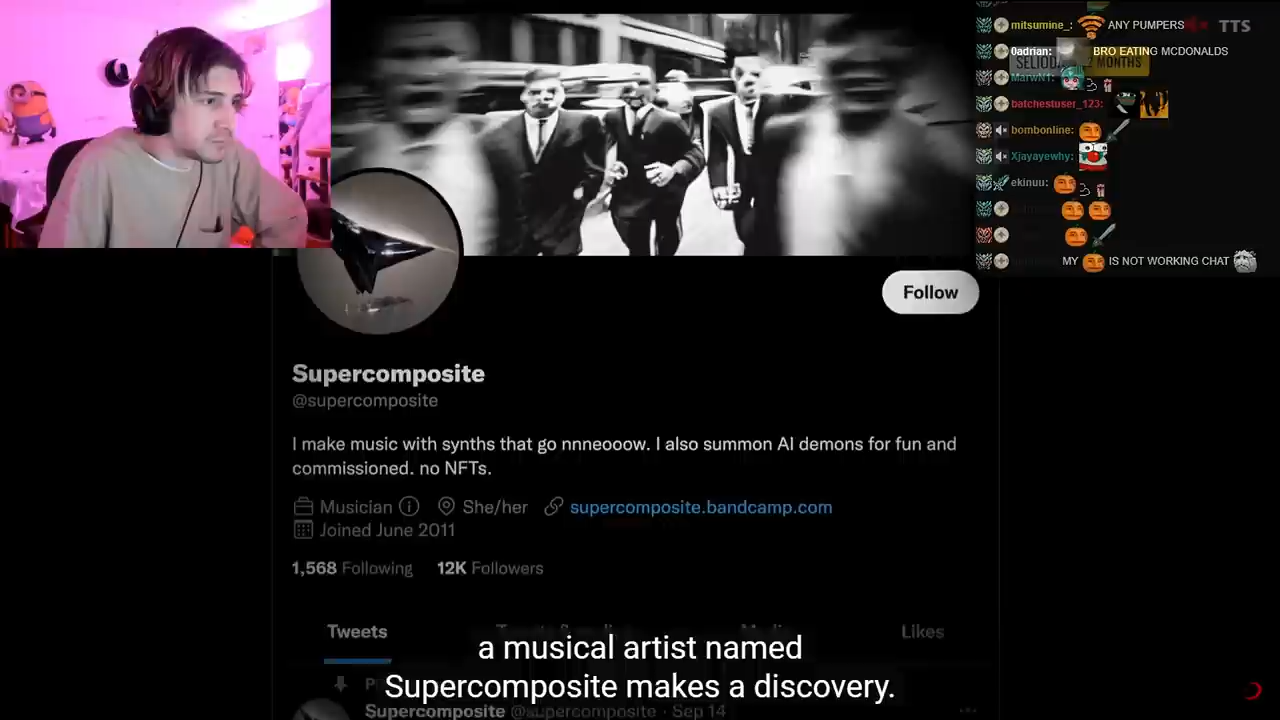 mitsumine_: ANY PUMPERS
TTS
0adrian: BRO EATING MCDONALDS
2 MONTHS
MarwN1:
batchestuser_123:
bombonline:
Xjayayewhy:
ekinuu:
MY IS NOT WORKING CHAT
Follow
Supercomposite
@supercomposite
I make music with synths that go nnneooow. I also summon AI demons for fun and
commissioned. no NFTs.
Musician She/her supercomposite.bandcamp.com
Joined June 2011
1,568 Following 12K Followers
Tweets Likes
a musical artist named
Supercomposite makes a discovery.
Supercomposite @supercomposite · Sep 14